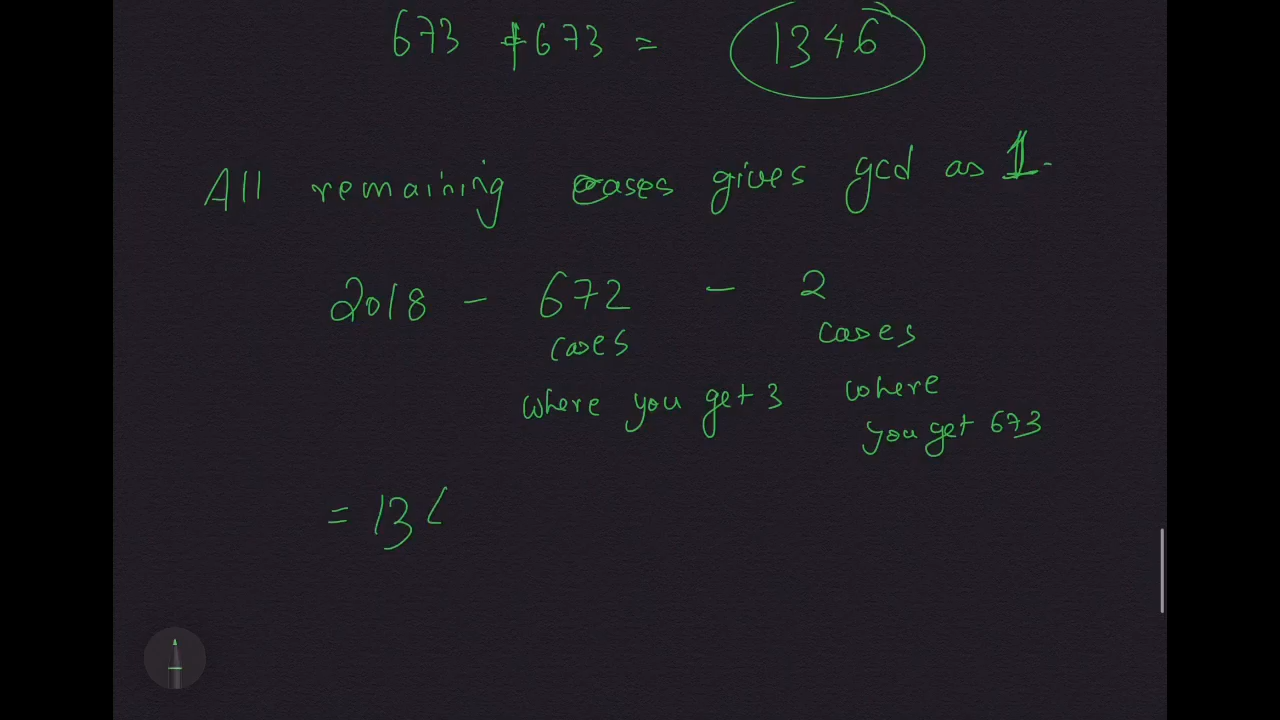 673 + 673 = 1346
All remaining cases gives gcd as 1.
2018 - 672 - 2
cases cases
where you get 3 where
you get 673
= 134